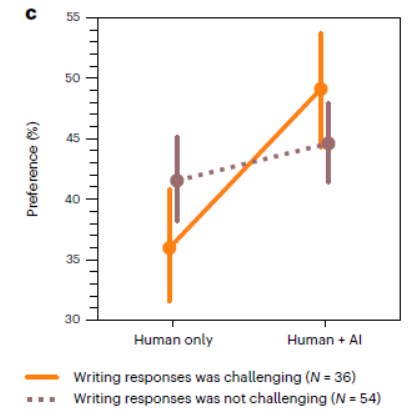 c
55
50
45
40
35
30
Preference (%)
Human only Human + AI
Writing responses was challenging (N = 36)
Writing responses was not challenging (N = 54)